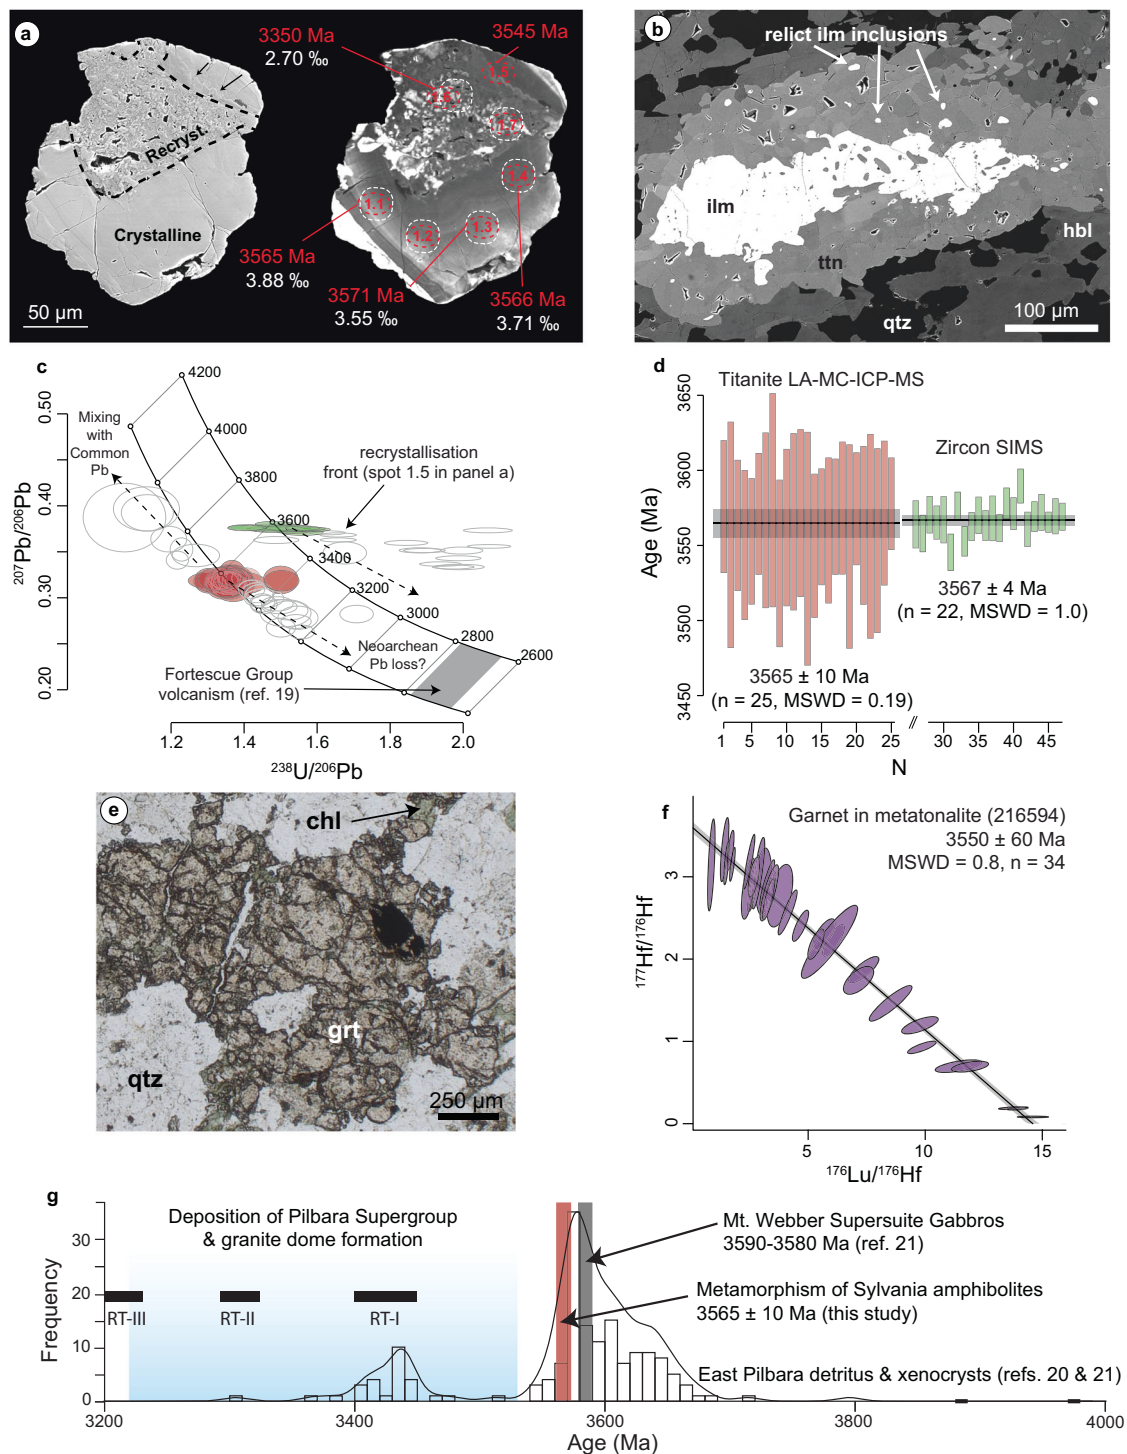 a
3350 Ma
2.70 ‰
3545 Ma
Recryst.
Crystalline
1.5
1.6
1.7
1.4
1.1
1.2
1.3
3565 Ma
3.88 ‰
3571 Ma
3.55 ‰
3566 Ma
3.71 ‰
50 µm
b
relict ilm inclusions
ilm
hbl
ttn
qtz
100 µm
c
4200
4000
3800
3600
3400
3200
3000
2800
2600
Mixing
with
Common
Pb
recrystallisation
front (spot 1.5 in panel a)
Neoarchean
Pb loss?
Fortescue Group
volcanism (ref. 19)
0.50
0.40
0.30
0.20
207Pb/206Pb
1.2 1.4 1.6 1.8 2.0
238U/206Pb
d
Titanite LA-MC-ICP-MS
Zircon SIMS
3567 ± 4 Ma
(n = 22, MSWD = 1.0)
3565 ± 10 Ma
(n = 25, MSWD = 0.19)
3650
3600
3550
3500
3450
Age (Ma)
1 5 10 15 20 25 // 30 35 40 45
N
e
chl
grt
qtz
250 µm
f
Garnet in metatonalite (216594)
3550 ± 60 Ma
MSWD = 0.8, n = 34
3
2
1
0
177Hf/176Hf
5 10 15
176Lu/176Hf
g
Deposition of Pilbara Supergroup
& granite dome formation
Mt. Webber Supersuite Gabbros
3590-3580 Ma (ref. 21)
Metamorphism of Sylvania amphibolites
3565 ± 10 Ma (this study)
East Pilbara detritus & xenocrysts (refs. 20 & 21)
RT-III RT-II RT-I
30
20
10
0
Frequency
3200 3400 3600 3800 4000
Age (Ma)